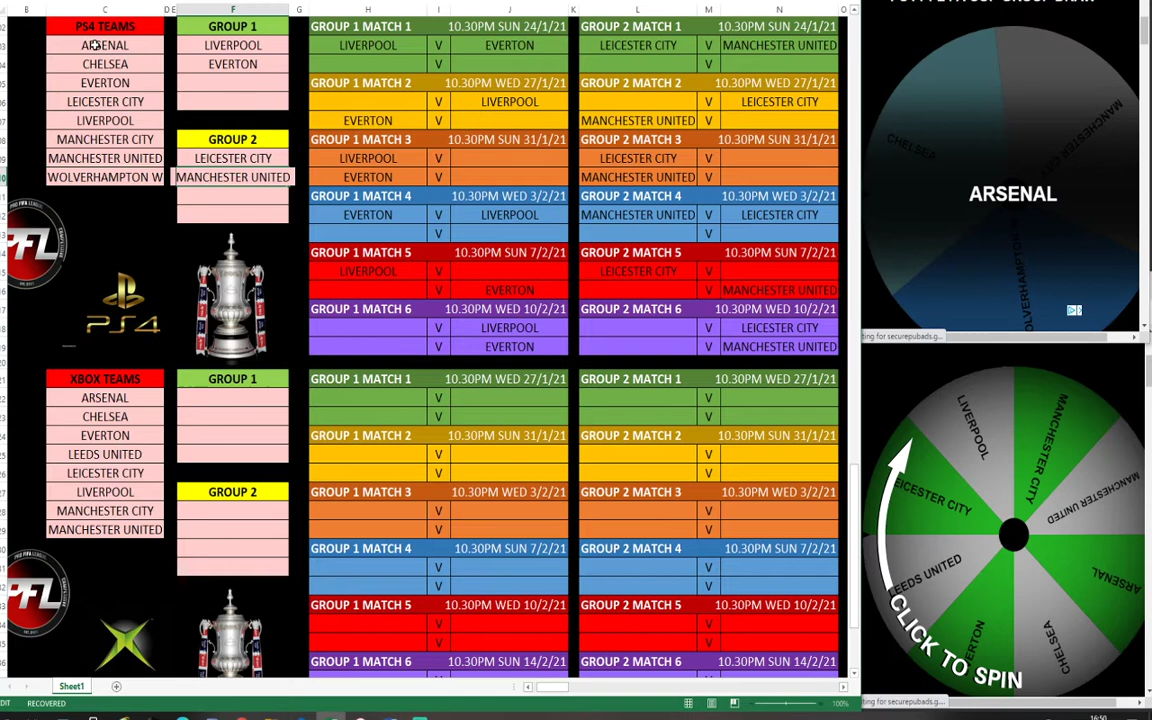 B C D E F G H I J K L M N
PS4 TEAMS GROUP 1 GROUP 1 MATCH 1 10.30PM SUN 24/1/21 GROUP 2 MATCH 1 10.30PM SUN 24/1/21
ARSENAL LIVERPOOL LIVERPOOL V EVERTON LEICESTER CITY V MANCHESTER UNITED
CHELSEA EVERTON V V
EVERTON GROUP 1 MATCH 2 10.30PM WED 27/1/21 GROUP 2 MATCH 2 10.30PM WED 27/1/21
LEICESTER CITY V LIVERPOOL V LEICESTER CITY
LIVERPOOL EVERTON V MANCHESTER UNITED V
MANCHESTER CITY GROUP 2 GROUP 1 MATCH 3 10.30PM SUN 31/1/21 GROUP 2 MATCH 3 10.30PM SUN 31/1/21
MANCHESTER UNITED LEICESTER CITY LIVERPOOL V LEICESTER CITY V
WOLVERHAMPTON W MANCHESTER UNITED EVERTON V MANCHESTER UNITED V
GROUP 1 MATCH 4 10.30PM WED 3/2/21 GROUP 2 MATCH 4 10.30PM WED 3/2/21
EVERTON V LIVERPOOL MANCHESTER UNITED V LEICESTER CITY
V V
GROUP 1 MATCH 5 10.30PM SUN 7/2/21 GROUP 2 MATCH 5 10.30PM SUN 7/2/21
LIVERPOOL V LEICESTER CITY V
V EVERTON V MANCHESTER UNITED
GROUP 1 MATCH 6 10.30PM WED 10/2/21 GROUP 2 MATCH 6 10.30PM WED 10/2/21
V LIVERPOOL V LEICESTER CITY
V EVERTON V MANCHESTER UNITED
PFL
PS4
XBOX TEAMS GROUP 1 GROUP 1 MATCH 1 10.30PM WED 27/1/21 GROUP 2 MATCH 1 10.30PM WED 27/1/21
ARSENAL V V
CHELSEA V V
EVERTON GROUP 1 MATCH 2 10.30PM SUN 31/1/21 GROUP 2 MATCH 2 10.30PM SUN 31/1/21
LEEDS UNITED V V
LEICESTER CITY V V
LIVERPOOL GROUP 2 GROUP 1 MATCH 3 10.30PM WED 3/2/21 GROUP 2 MATCH 3 10.30PM WED 3/2/21
MANCHESTER CITY V V
MANCHESTER UNITED V V
GROUP 1 MATCH 4 10.30PM SUN 7/2/21 GROUP 2 MATCH 4 10.30PM SUN 7/2/21
V V
V V
GROUP 1 MATCH 5 10.30PM WED 10/2/21 GROUP 2 MATCH 5 10.30PM WED 10/2/21
V V
V V
GROUP 1 MATCH 6 10.30PM SUN 14/2/21 GROUP 2 MATCH 6 10.30PM SUN 14/2/21
PFL
Sheet1
RECOVERED
100%
16:50
CHELSEA
MANCHESTER CITY
ARSENAL
WOLVERHAMPTON W
ting for securepubads.g...
LIVERPOOL
MANCHESTER CITY
MANCHESTER UNITED
ARSENAL
CHELSEA
EVERTON
LEEDS UNITED
LEICESTER CITY
CLICK TO SPIN
ting for securepubads.g...